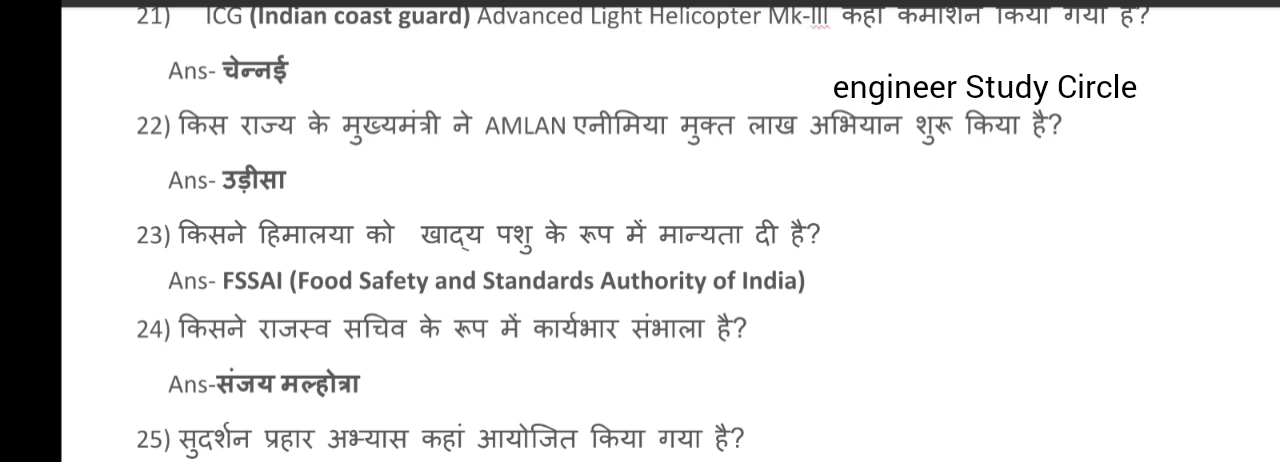 21) ICG (Indian coast guard) Advanced Light Helicopter Mk-III कहां कमीशन किया गया है?
Ans- चेन्नई
engineer Study Circle
22) किस राज्य के मुख्यमंत्री ने AMLAN एनीमिया मुक्त लाख अभियान शुरू किया है?
Ans- उड़ीसा
23) किसने हिमालया को खाद्य पशु के रूप में मान्यता दी है?
Ans- FSSAI (Food Safety and Standards Authority of India)
24) किसने राजस्व सचिव के रूप में कार्यभार संभाला है?
Ans-संजय मल्होत्रा
25) सुदर्शन प्रहार अभ्यास कहां आयोजित किया गया है?